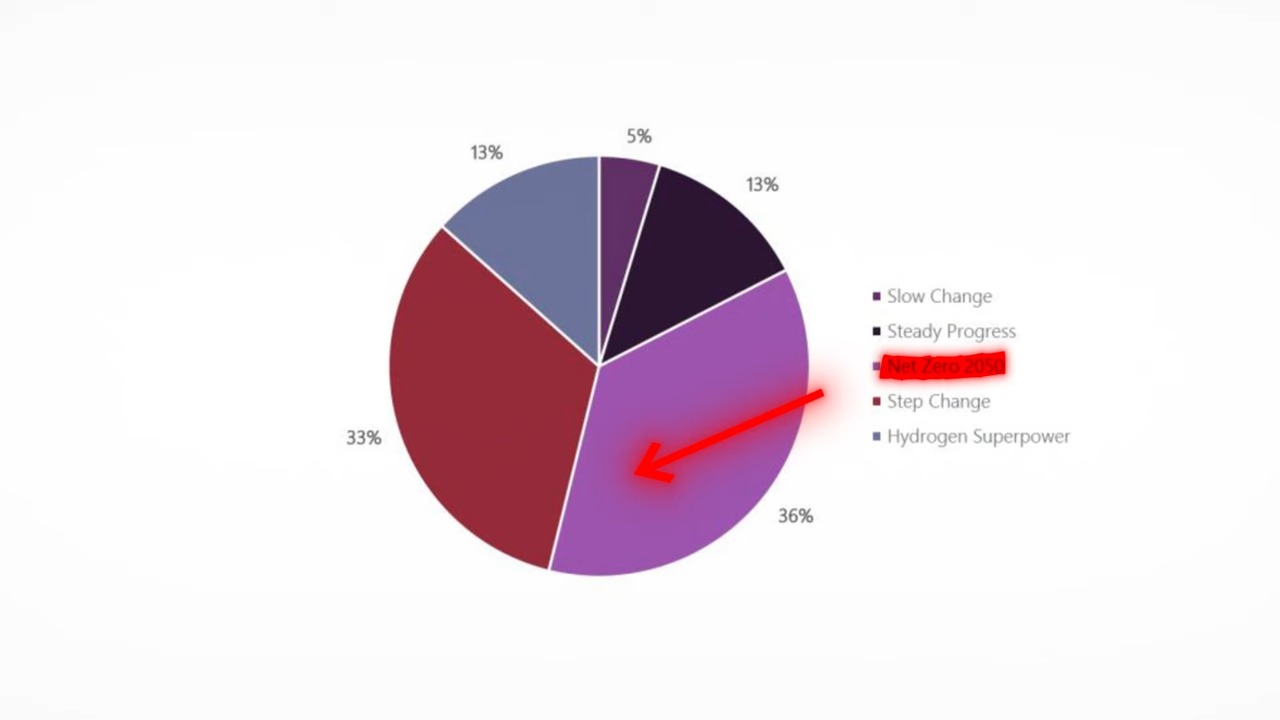 5%
13%
13%
33%
36%
Slow Change
Steady Progress
Net Zero 2050
Step Change
Hydrogen Superpower